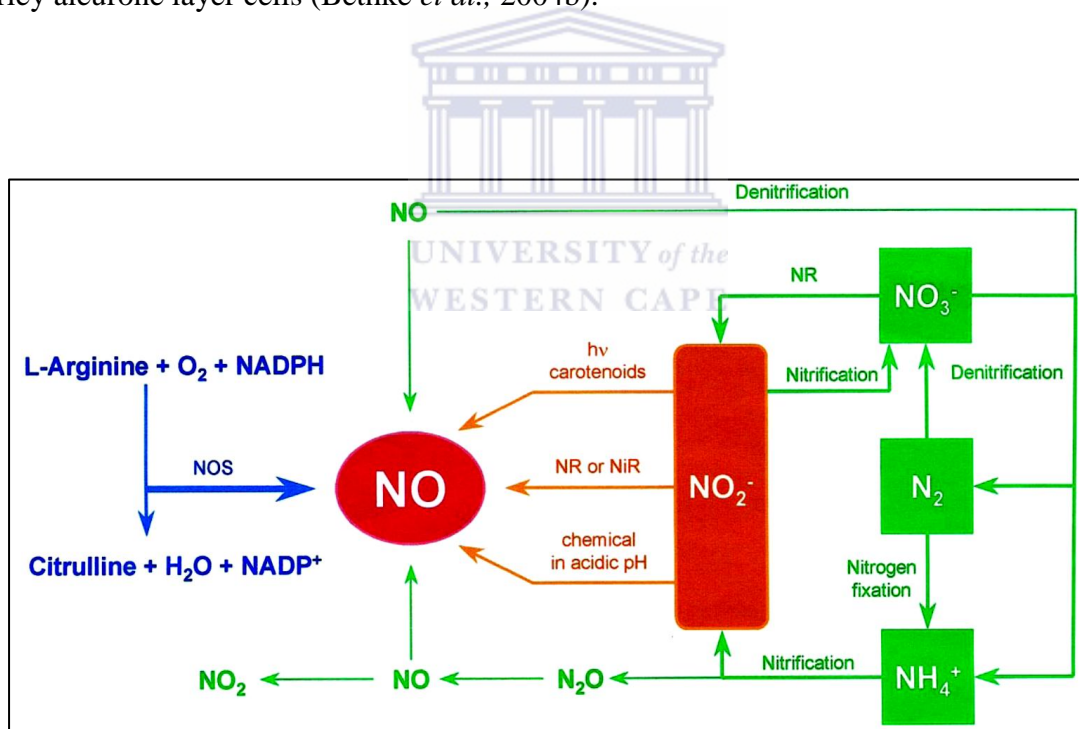 aleurone layer cells (Bethke et al., 2004b).
UNIVERSITY of the
WESTERN CAPE
NO
Denitrification
NR
NO₃⁻
hν
carotenoids
L-Arginine + O₂ + NADPH
Nitrification
Denitrification
NOS
NO
NR or NiR
NO₂⁻
N₂
chemical
in acidic pH
Citrulline + H₂O + NADP⁺
Nitrogen
fixation
NO₂
NO
N₂O
Nitrification
NH₄⁺